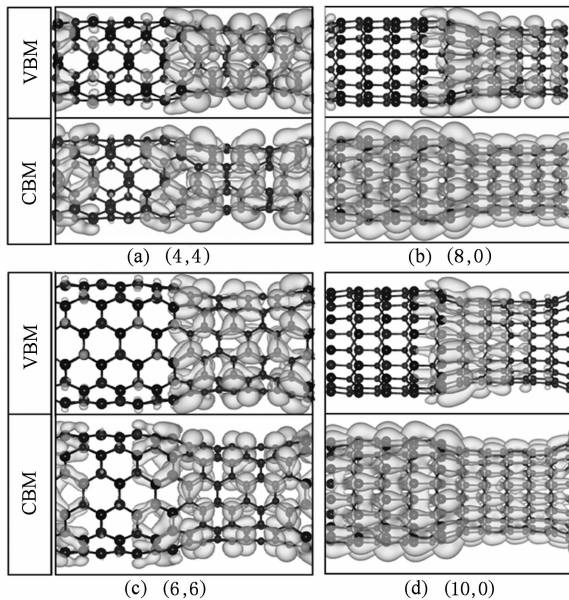 VBM
CBM
(a) (4,4)
(b) (8,0)
VBM
CBM
(c) (6,6)
(d) (10,0)